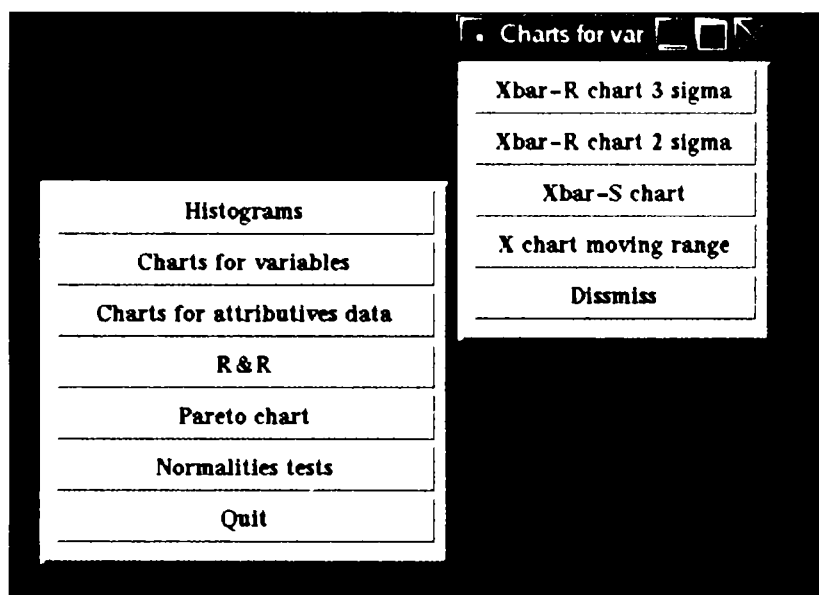 Charts for var
Xbar-R chart 3 sigma
Xbar-R chart 2 sigma
Xbar-S chart
X chart moving range
Dissmiss
Histograms
Charts for variables
Charts for attributives data
R & R
Pareto chart
Normalities tests
Quit